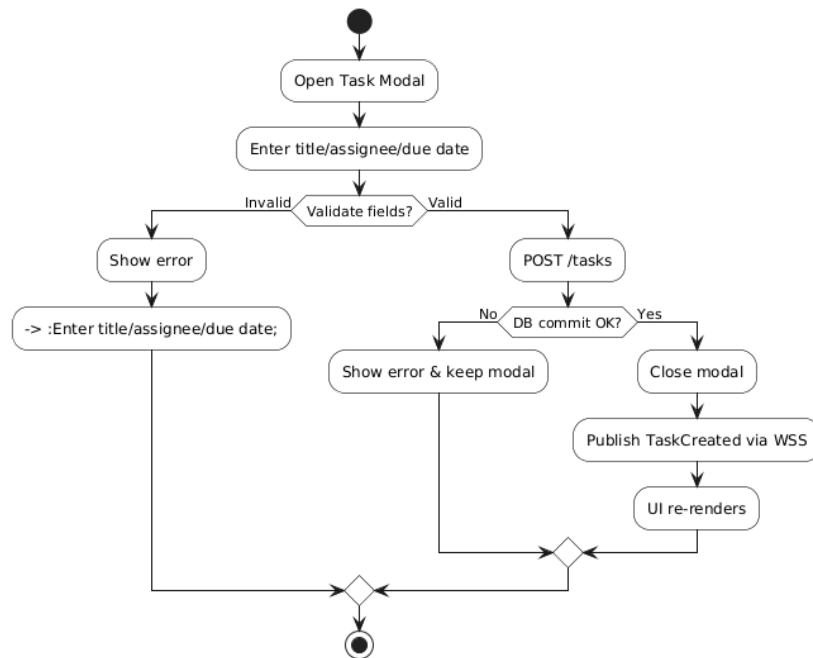 Open Task Modal
Enter title/assignee/due date
Invalid
Validate fields?
Valid
Show error
POST /tasks
-> :Enter title/assignee/due date;
No
DB commit OK?
Yes
Show error & keep modal
Close modal
Publish TaskCreated via WSS
UI re-renders